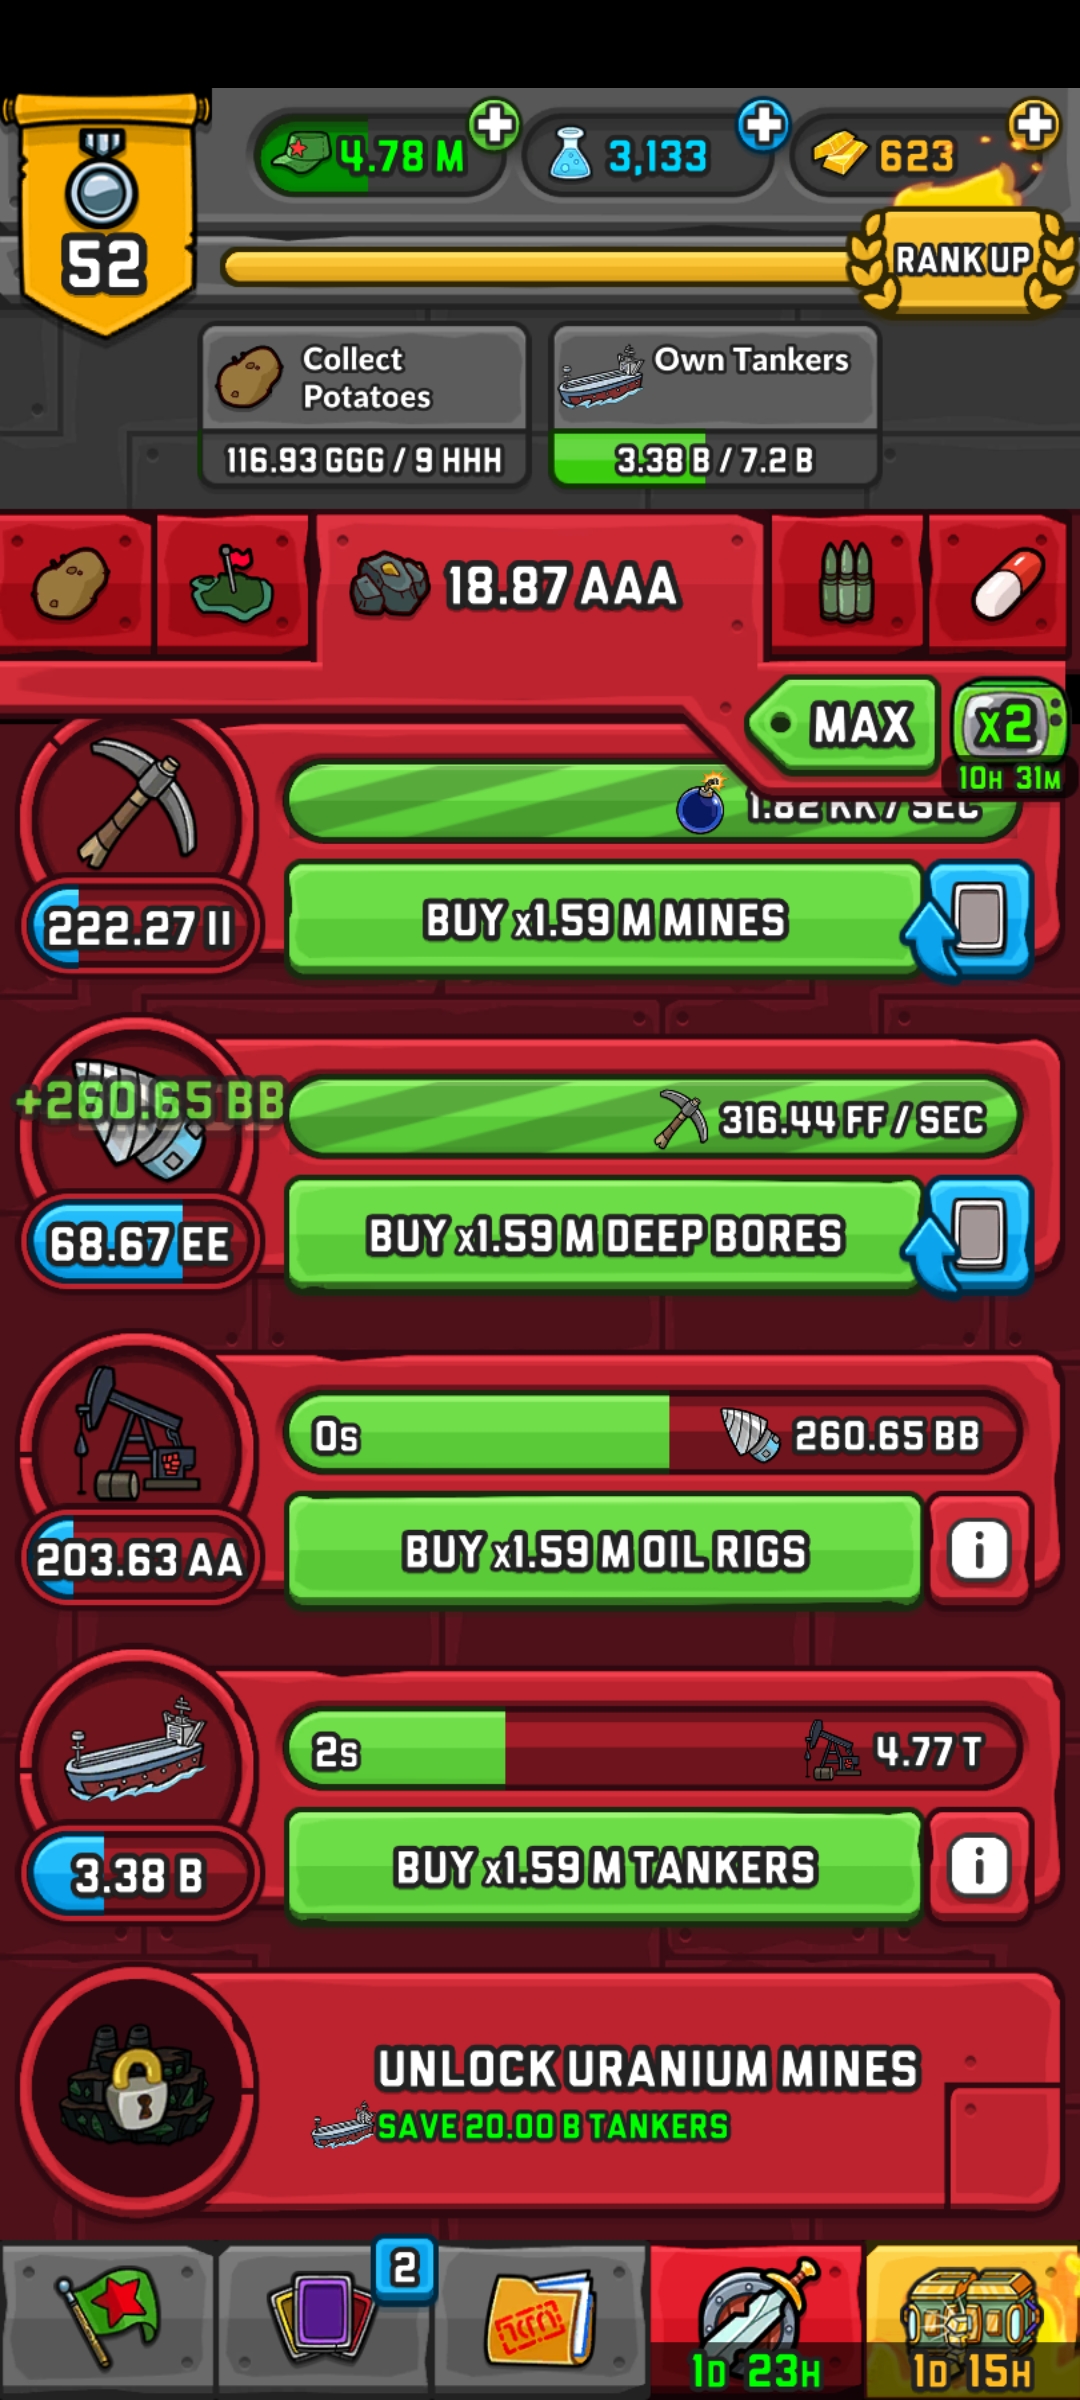 4.78 M
3,133
623
52
RANK UP
Collect
Potatoes
Own Tankers
116.93 GGG / 9 HHH
3.38 B / 7.2 B
18.87 AAA
MAX
x2
10H 31M
1.82 KK / SEC
222.27 II
BUY x1.59 M MINES
+260.65 BB
316.44 FF / SEC
68.67 EE
BUY x1.59 M DEEP BORES
0s
260.65 BB
203.63 AA
BUY x1.59 M OIL RIGS
i
2s
4.77 T
3.38 B
BUY x1.59 M TANKERS
i
UNLOCK URANIUM MINES
SAVE 20.00 B TANKERS
2
1D 23H
1D 15H